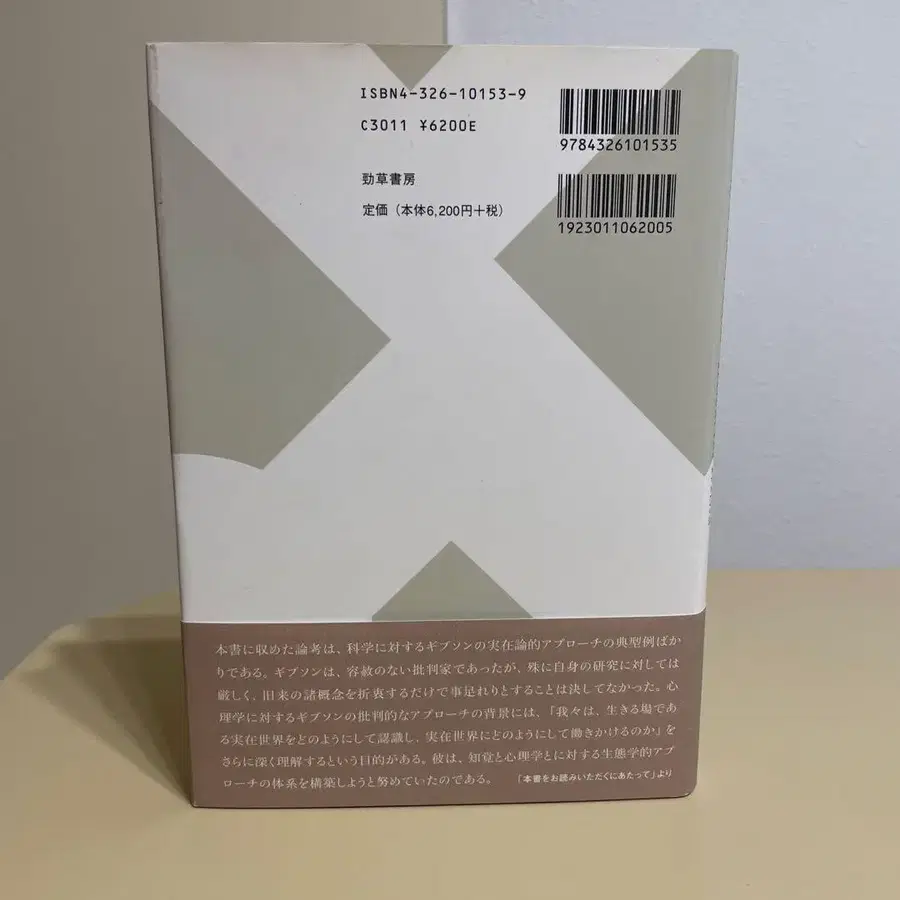 ISBN4-326-10153-9
C3011 ¥6200E
9784326101535
勁草書房
定価（本体6,200円+税）
1923011062005
本書に収めた論考は、科学に対するギブソンの実在論的アプローチの典型例ばか
りである。ギブソンは、容赦のない批判家であったが、殊に自身の研究に対しては
厳しく、旧来の諸概念を折衷するだけで事足れりとすることは決してなかった。心
理学に対するギブソンの批判的なアプローチの背景には、「我々は、生きる場であ
る実在世界をどのようにして認識し、実在世界にどのようにして働きかけるのか」を
さらに深く理解するという目的がある。彼は、知覚と心理学とに対する生態学的アプ
ローチの体系を構築しようと努めていたのである。 「本書をお読みいただくにあたって」より